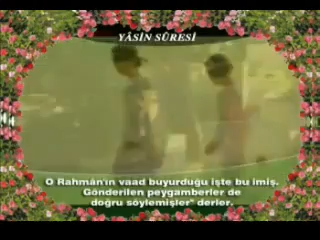 YÂSİN SÛRESİ
O Rahmân'ın vaad buyurduğu işte bu imiş.
Gönderilen peygamberler de
doğru söylemişler" derler.